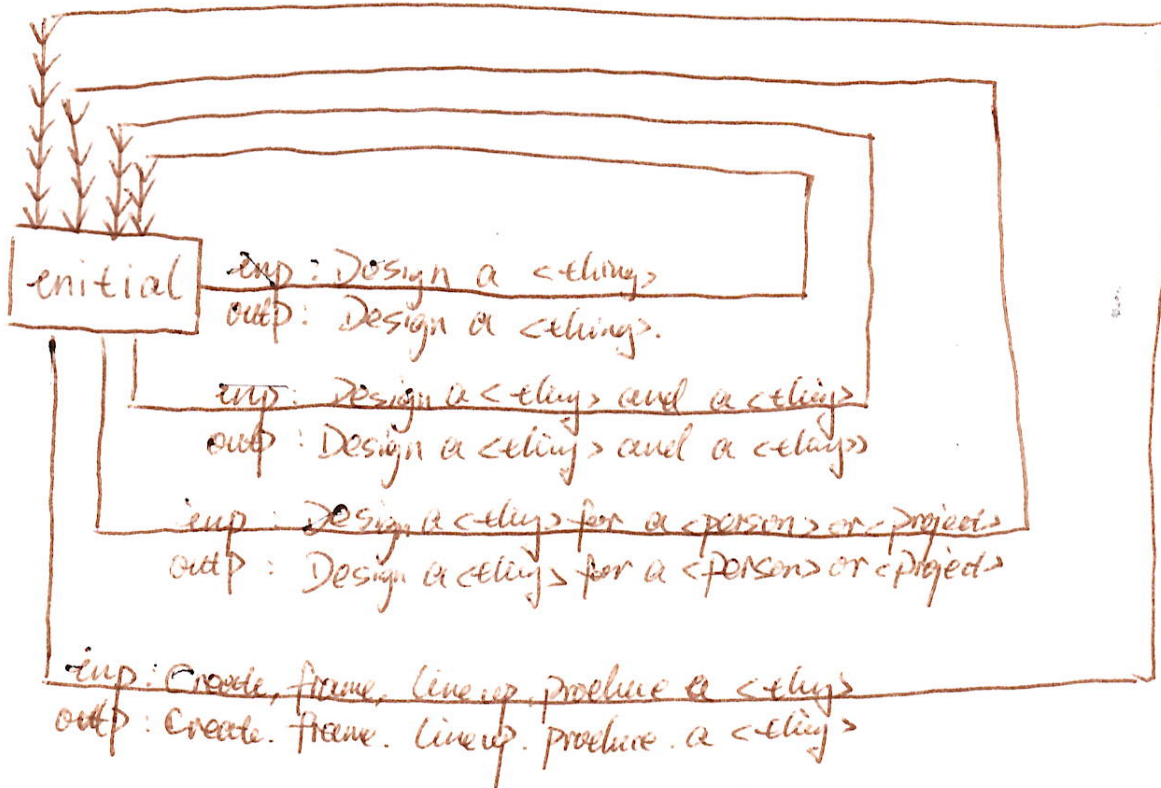 initial
inp: Design a <thing>
outp: Design a <thing>.
inp: Design a <thing> and a <thing>
outp: Design a <thing> and a <thing>
inp: Design a <thing> for a <person> or <project>
outp: Design a <thing> for a <person> or <project>
inp: Create, frame, line up, produce a <thing>
outp: Create. frame. line up. produce. a <thing>